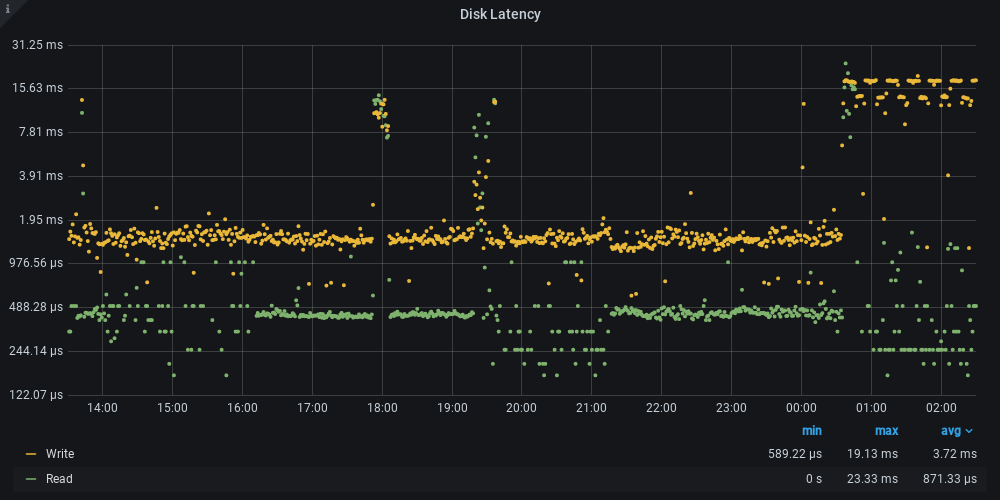 i
Disk Latency
31.25 ms
15.63 ms
7.81 ms
3.91 ms
1.95 ms
976.56 µs
488.28 µs
244.14 µs
122.07 µs
14:00 15:00 16:00 17:00 18:00 19:00 20:00 21:00 22:00 23:00 00:00 01:00 02:00
min max avg
Write 589.22 µs 19.13 ms 3.72 ms
Read 0 s 23.33 ms 871.33 µs